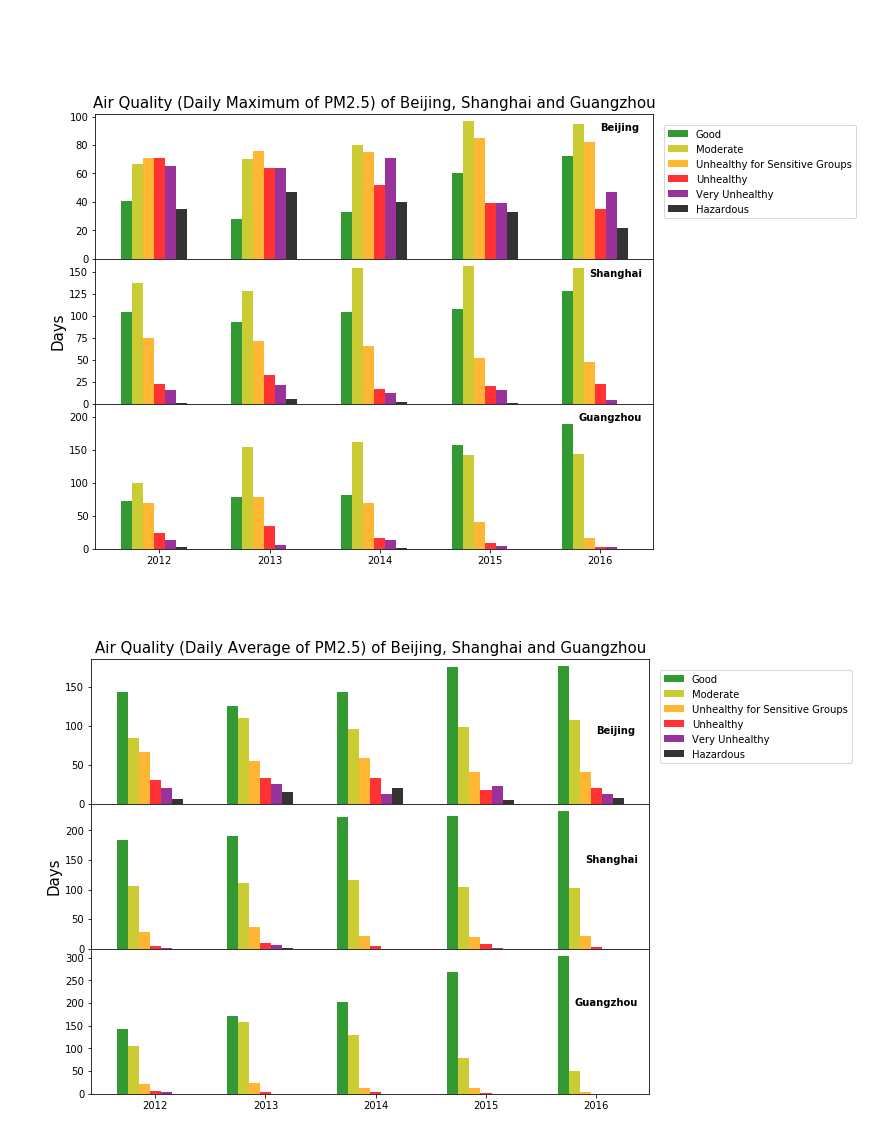 Air Quality (Daily Maximum of PM2.5) of Beijing, Shanghai and Guangzhou
100
80
60
40
20
0
Beijing
Good
Moderate
Unhealthy for Sensitive Groups
Unhealthy
Very Unhealthy
Hazardous
Days
150
125
100
75
50
25
0
Shanghai
200
150
100
50
0
Guangzhou
2012 2013 2014 2015 2016
Air Quality (Daily Average of PM2.5) of Beijing, Shanghai and Guangzhou
150
100
50
0
Beijing
Good
Moderate
Unhealthy for Sensitive Groups
Unhealthy
Very Unhealthy
Hazardous
Days
200
150
100
50
0
Shanghai
300
250
200
150
100
50
0
Guangzhou
2012 2013 2014 2015 2016